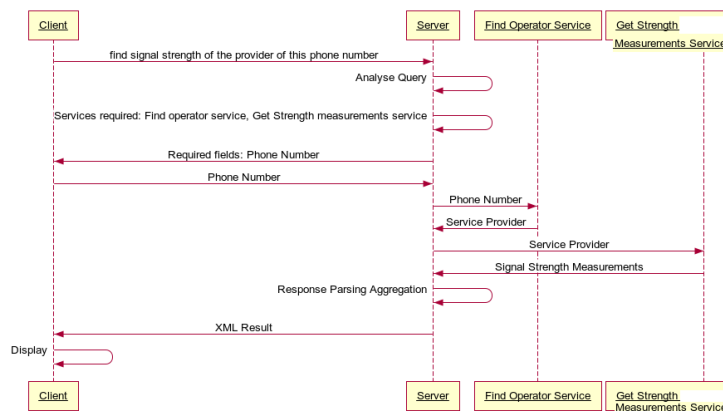 Client
Server
Find Operator Service
Get Strength
Measurements Service
find signal strength of the provider of this phone number
Analyse Query
Services required: Find operator service, Get Strength measurements service
Required fields: Phone Number
Phone Number
Phone Number
Service Provider
Service Provider
Signal Strength Measurements
Response Parsing Aggregation
XML Result
Display
Client
Server
Find Operator Service
Get Strength
Measurements Service